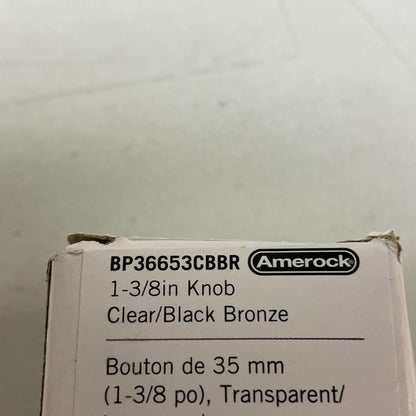 BP36653CBBR Amerock
1-3/8in Knob
Clear/Black Bronze
Bouton de 35 mm
(1-3/8 po), Transparent/